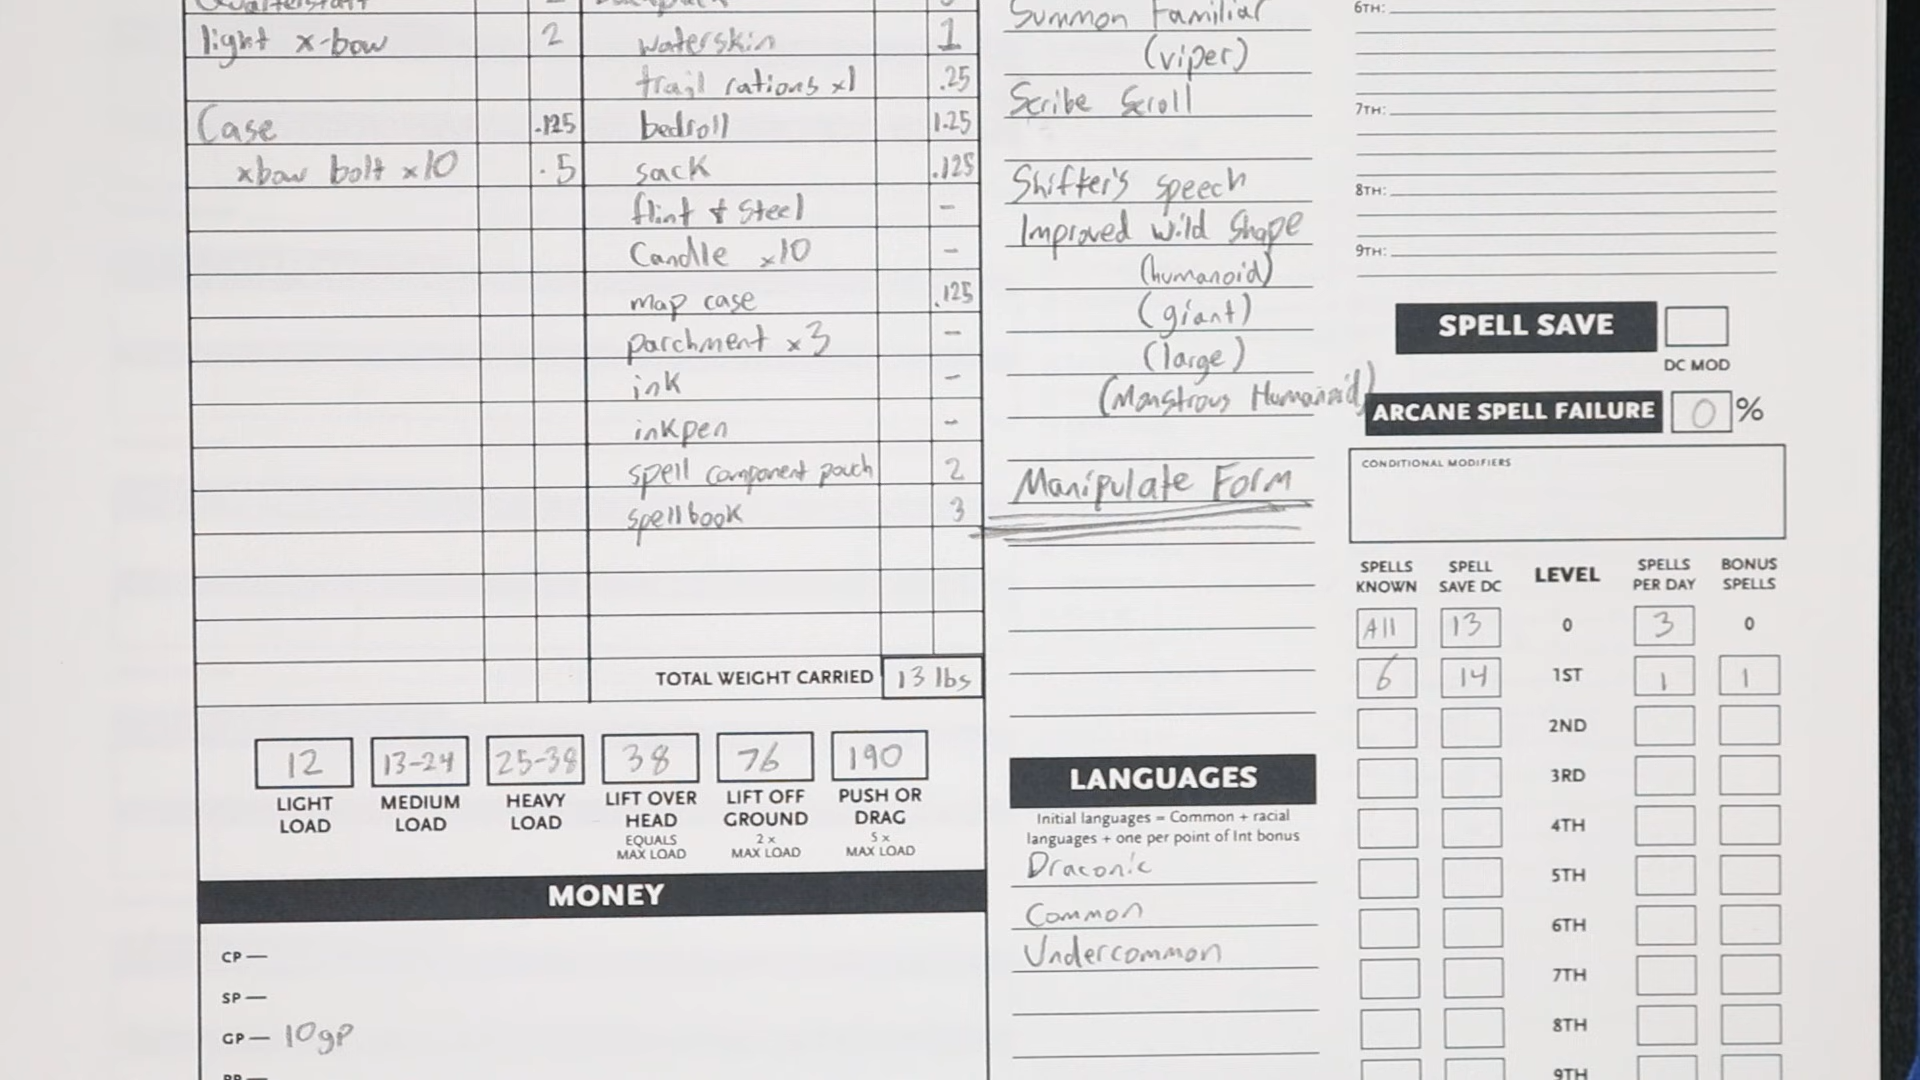 Quarterstaff
light x-bow 2
Case .125
xbow bolt x10 .5
waterskin 1
trail rations x1 .25
bedroll 1.25
sack .125
flint & steel -
Candle x10 -
map case .125
parchment x3 -
ink -
inkpen -
spell component pouch 2
spellbook 3
TOTAL WEIGHT CARRIED 13 lbs
12 13-24 25-38 38 76 190
LIGHT LOAD
MEDIUM LOAD
HEAVY LOAD
LIFT OVER HEAD
EQUALS MAX LOAD
LIFT OFF GROUND
2 x MAX LOAD
PUSH OR DRAG
5 x MAX LOAD
MONEY
CP —
SP —
GP — 10gp
PP —
Summon Familiar
(viper)
Scribe Scroll
Shifter's speech
Improved Wild Shape
(humanoid)
(giant)
(large)
(Monstrous Humanoid)
Manipulate Form
LANGUAGES
Initial languages = Common + racial
languages + one per point of Int bonus
Draconic
Common
Undercommon
6TH:
7TH:
8TH:
9TH:
SPELL SAVE
DC MOD
ARCANE SPELL FAILURE 0 %
CONDITIONAL MODIFIERS
SPELLS KNOWN SPELL SAVE DC LEVEL SPELLS PER DAY BONUS SPELLS
All 13 0 3 0
6 14 1ST 1 1
2ND
3RD
4TH
5TH
6TH
7TH
8TH
9TH